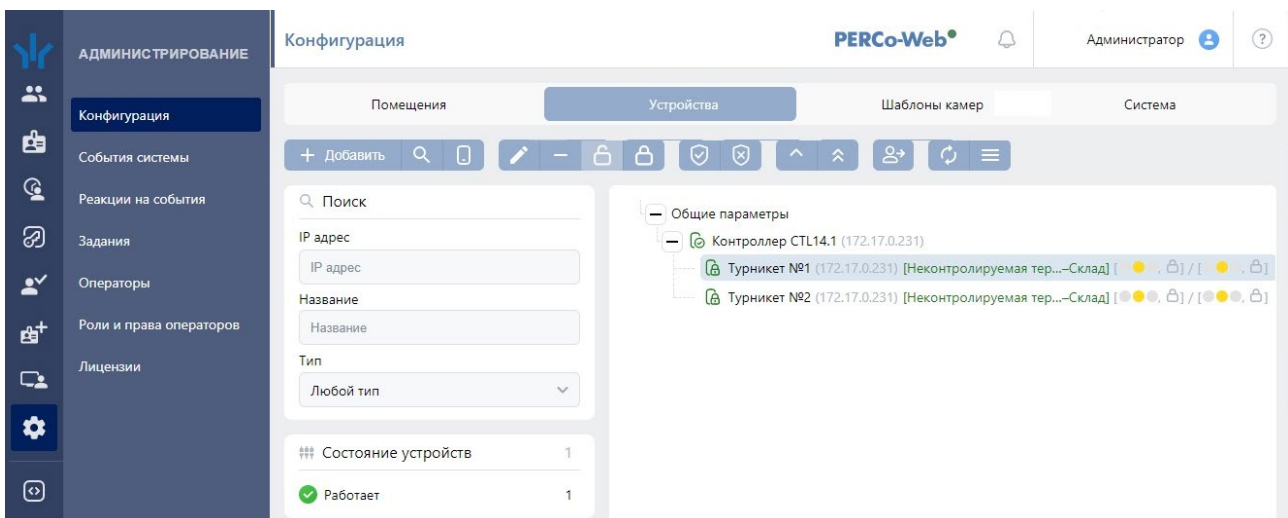 АДМИНИСТРИРОВАНИЕ
Конфигурация
События системы
Реакции на события
Задания
Операторы
Роли и права операторов
Лицензии
Конфигурация
PERCo-Web
Администратор
?
Помещения
Устройства
Шаблоны камер
Система
+ Добавить
Поиск
IP адрес
IP адрес
Название
Название
Тип
Любой тип
Состояние устройств 1
Работает 1
Общие параметры
Контроллер CTL14.1 (172.17.0.231)
Турникет №1 (172.17.0.231) [Неконтролируемая тер...–Склад] [ , ] / [ , ]
Турникет №2 (172.17.0.231) [Неконтролируемая тер...–Склад] [ , ] / [ , ]